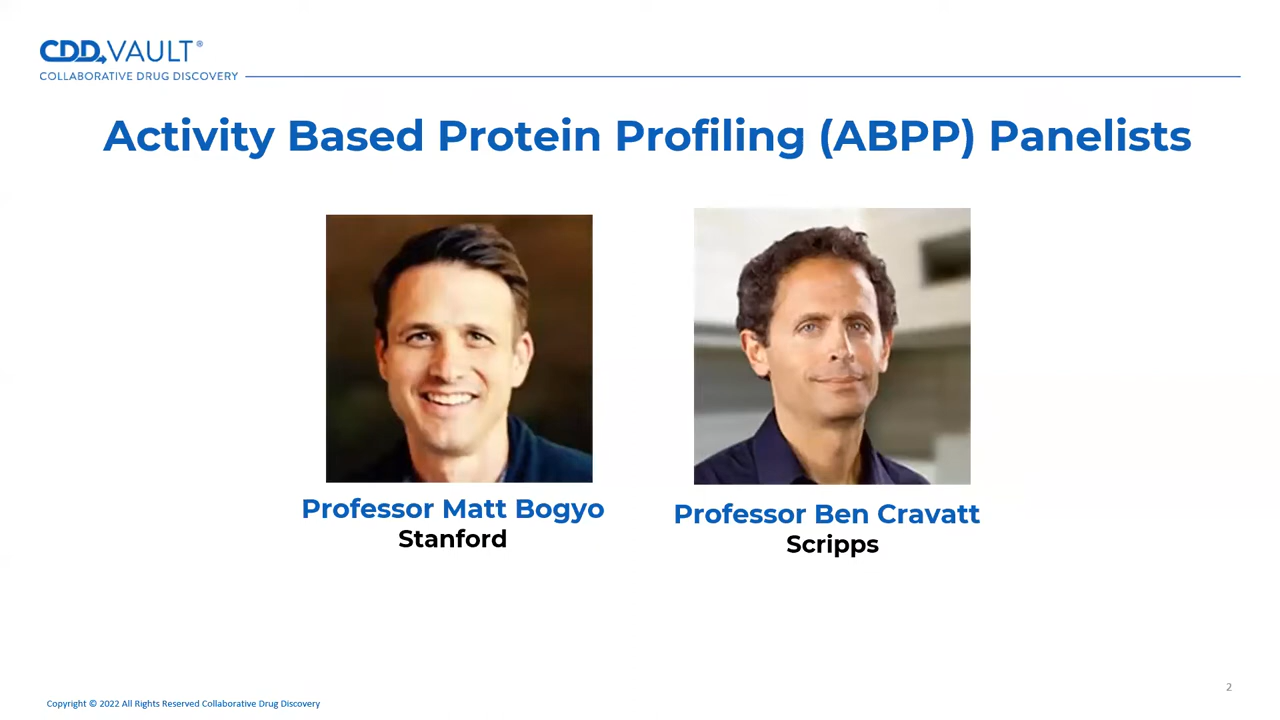 CDD VAULT®
COLLABORATIVE DRUG DISCOVERY
Activity Based Protein Profiling (ABPP) Panelists
Professor Matt Bogyo
Stanford
Professor Ben Cravatt
Scripps
2
Copyright © 2022 All Rights Reserved Collaborative Drug Discovery